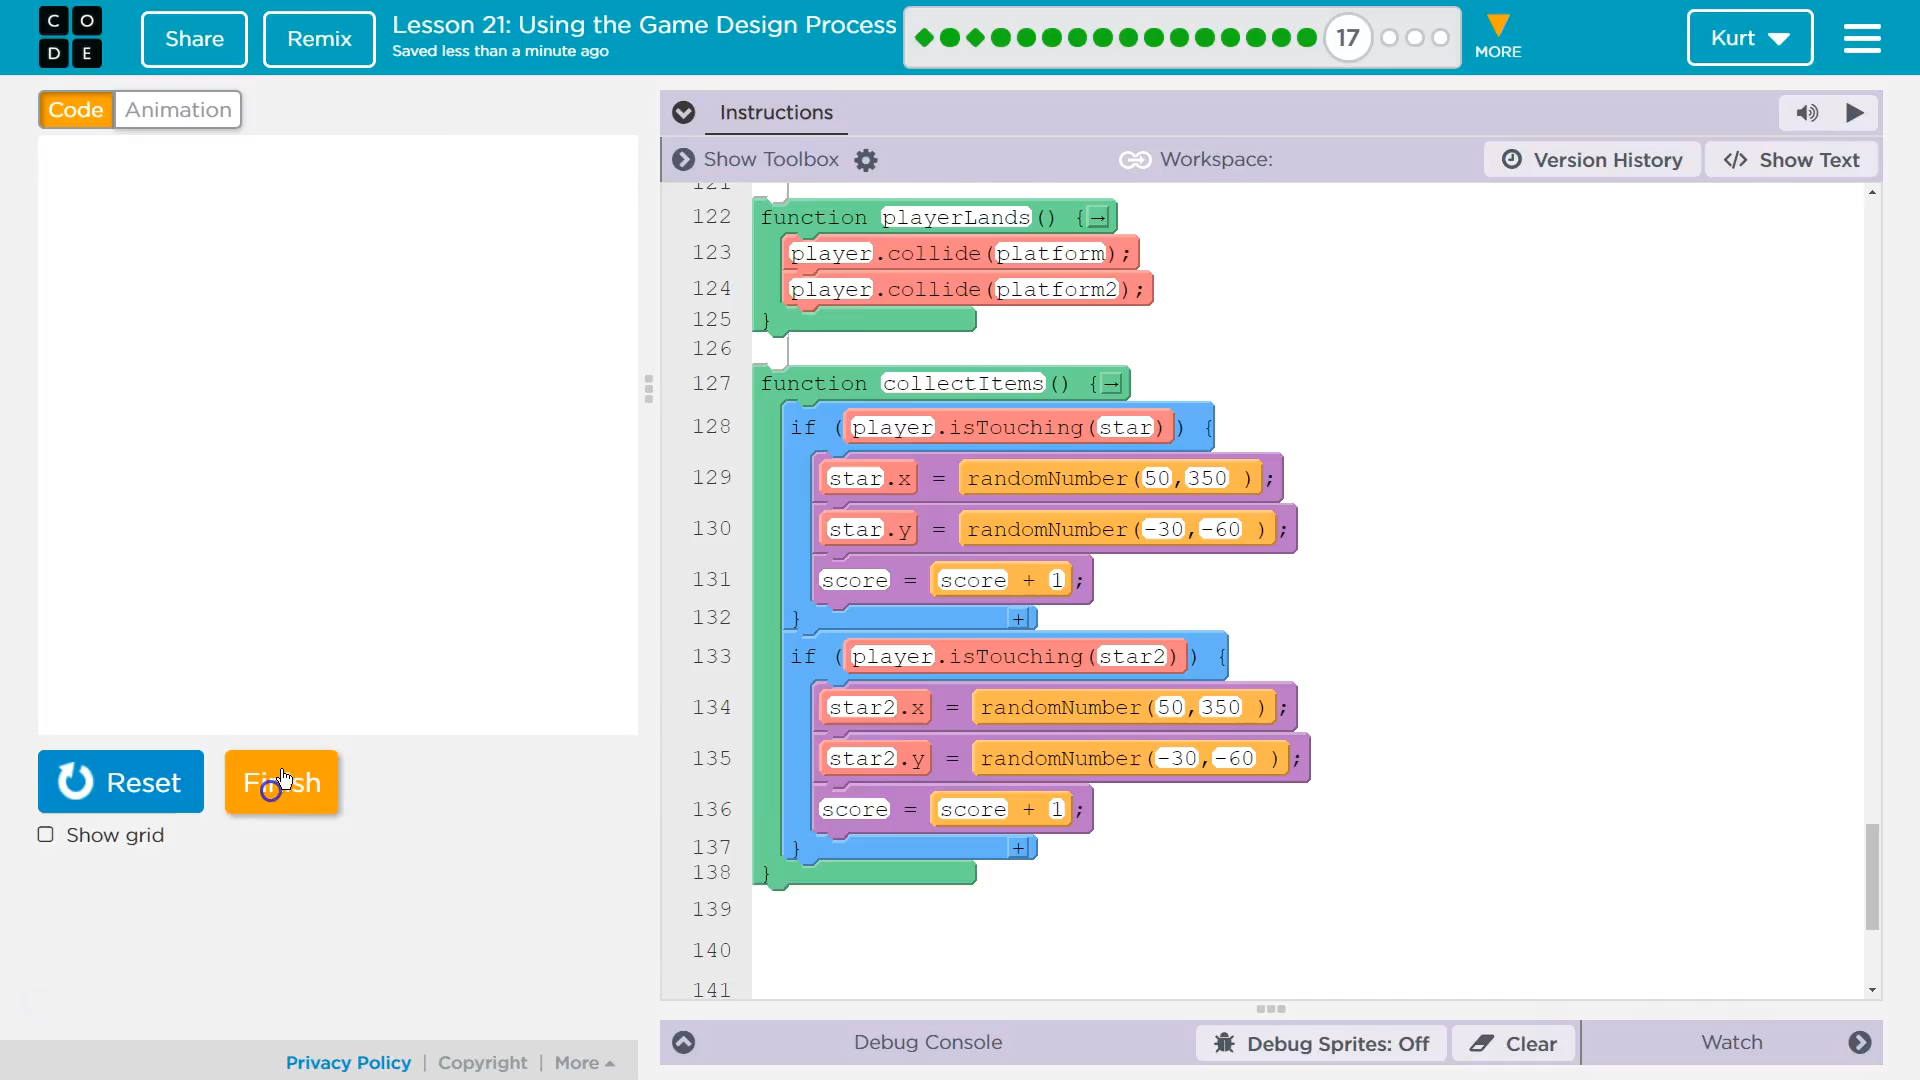 C O
D E
Share
Remix
Lesson 21: Using the Game Design Process
Saved less than a minute ago
17
MORE
Kurt
Code
Animation
Instructions
Show Toolbox
Workspace:
Version History
</> Show Text
121
122 function playerLands() {
123 player.collide(platform);
124 player.collide(platform2);
125 }
126
127 function collectItems() {
128 if (player.isTouching(star)) {
129 star.x = randomNumber(50,350 );
130 star.y = randomNumber(-30,-60 );
131 score = score + 1;
132 } +
133 if (player.isTouching(star2)) {
134 star2.x = randomNumber(50,350 );
135 star2.y = randomNumber(-30,-60 );
136 score = score + 1;
137 } +
138 }
139
140
141
Reset
Finish
Show grid
Debug Console
Debug Sprites: Off
Clear
Watch
Privacy Policy | Copyright | More